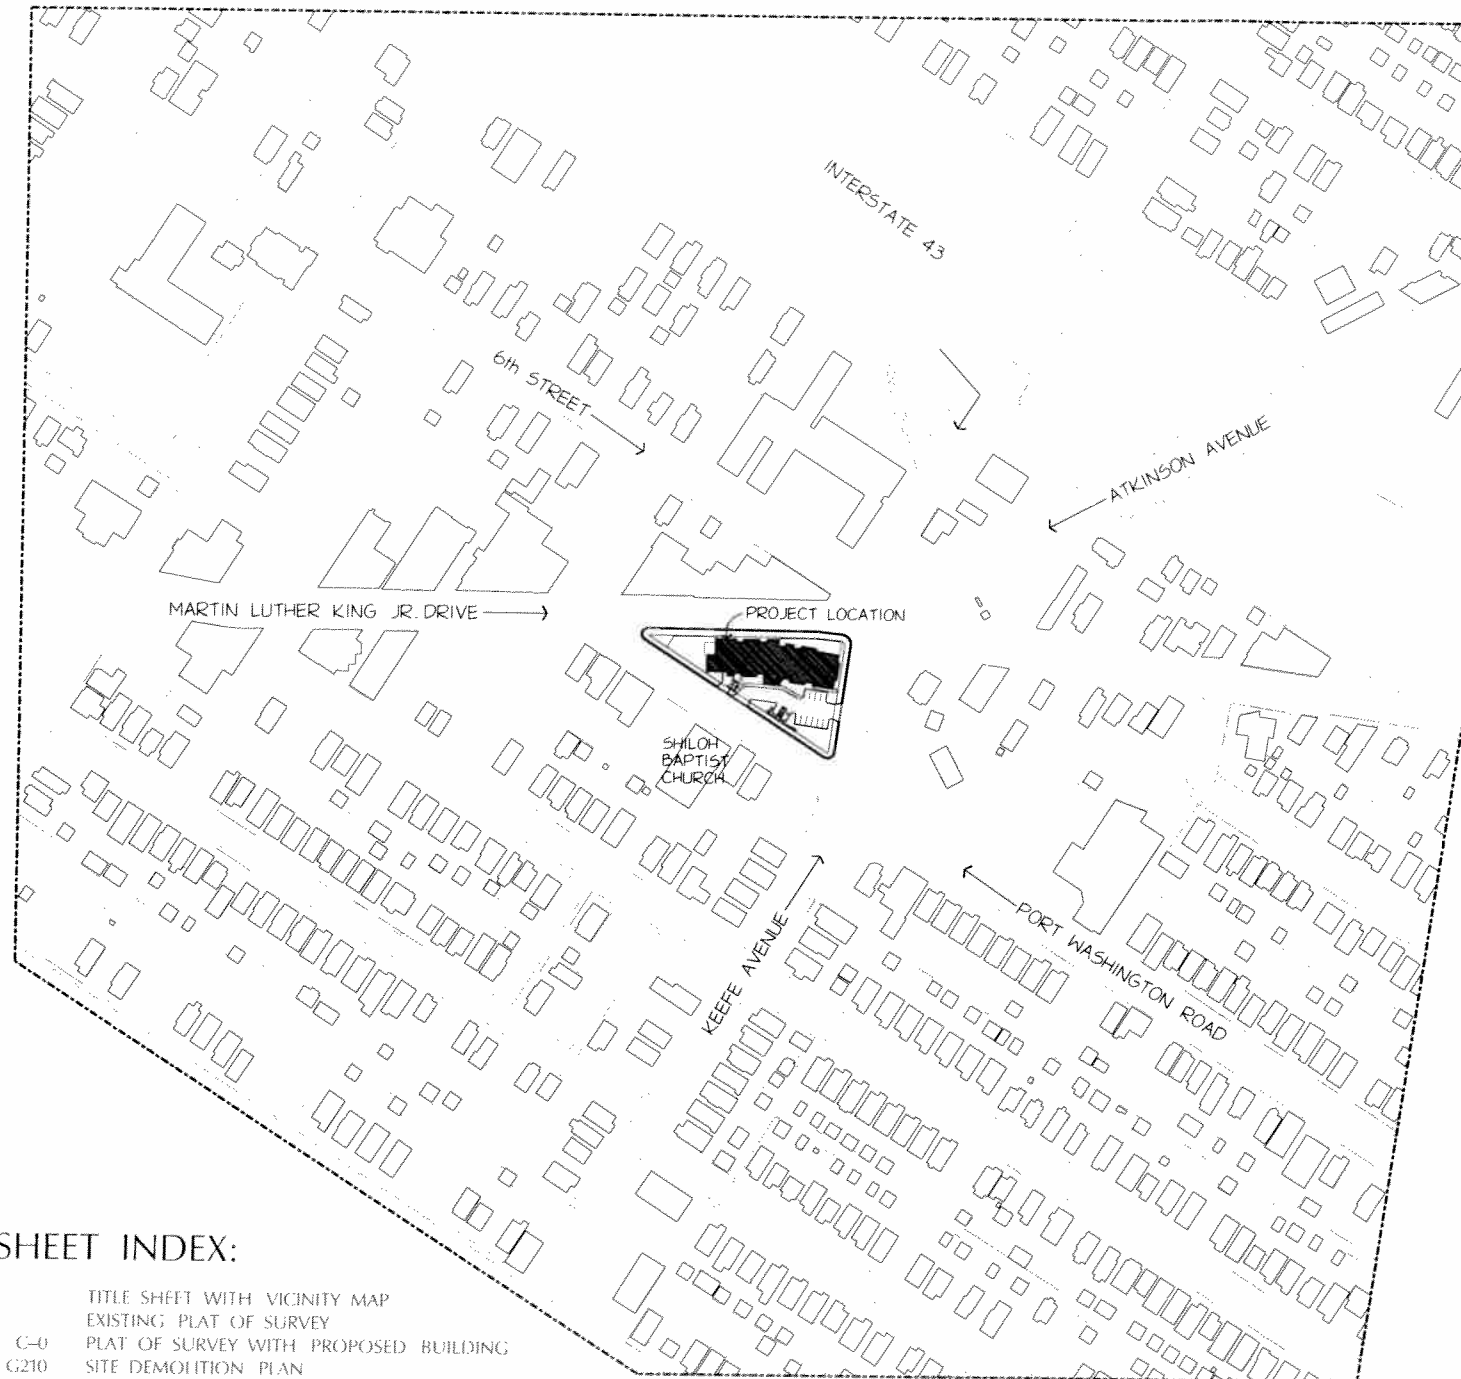 INTERSTATE 43
6th STREET
ATKINSON AVENUE
MARTIN LUTHER KING JR. DRIVE
PROJECT LOCATION
SHILOH
BAPTIST
CHURCH
KEEFE AVENUE
PORT WASHINGTON ROAD
SHEET INDEX:
TITLE SHEET WITH VICINITY MAP
EXISTING PLAT OF SURVEY
C-0 PLAT OF SURVEY WITH PROPOSED BUILDING
G210 SITE DEMOLITION PLAN